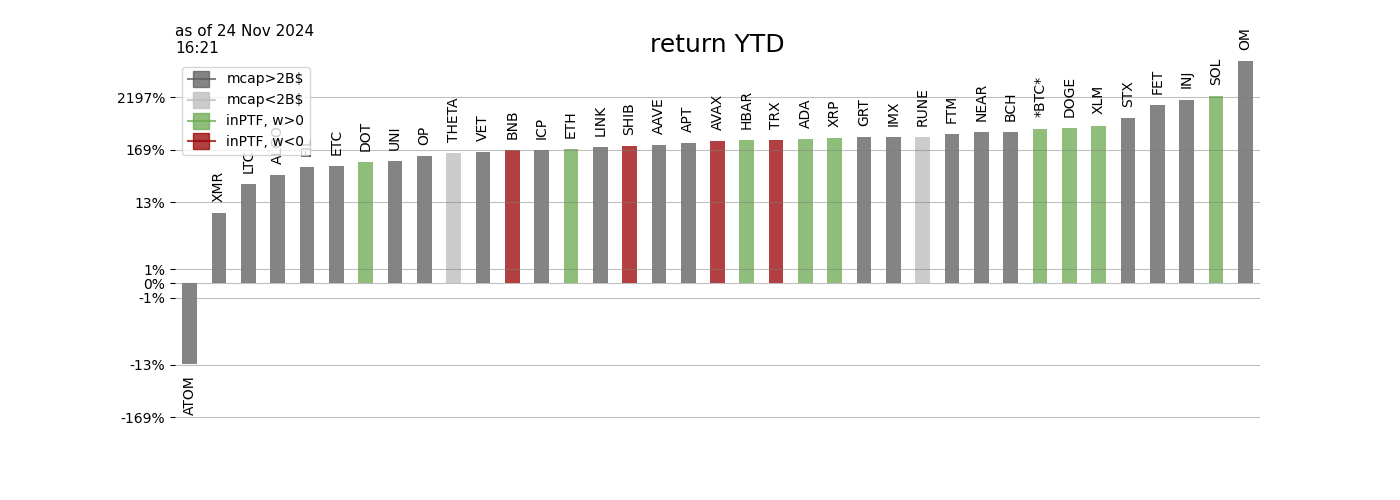 as of 24 Nov 2024
16:21
return YTD
mcap>2B$
mcap<2B$
inPTF, w>0
inPTF, w<0
2197%
169%
13%
1%
0%
-1%
-13%
-169%
ATOM
XMR
LTC
ETC
DOT
UNI
OP
THETA
VET
BNB
ICP
ETH
LINK
SHIB
AAVE
APT
AVAX
HBAR
TRX
ADA
XRP
GRT
IMX
RUNE
FTM
NEAR
BCH
*BTC*
DOGE
XLM
STX
FET
INJ
SOL
OM